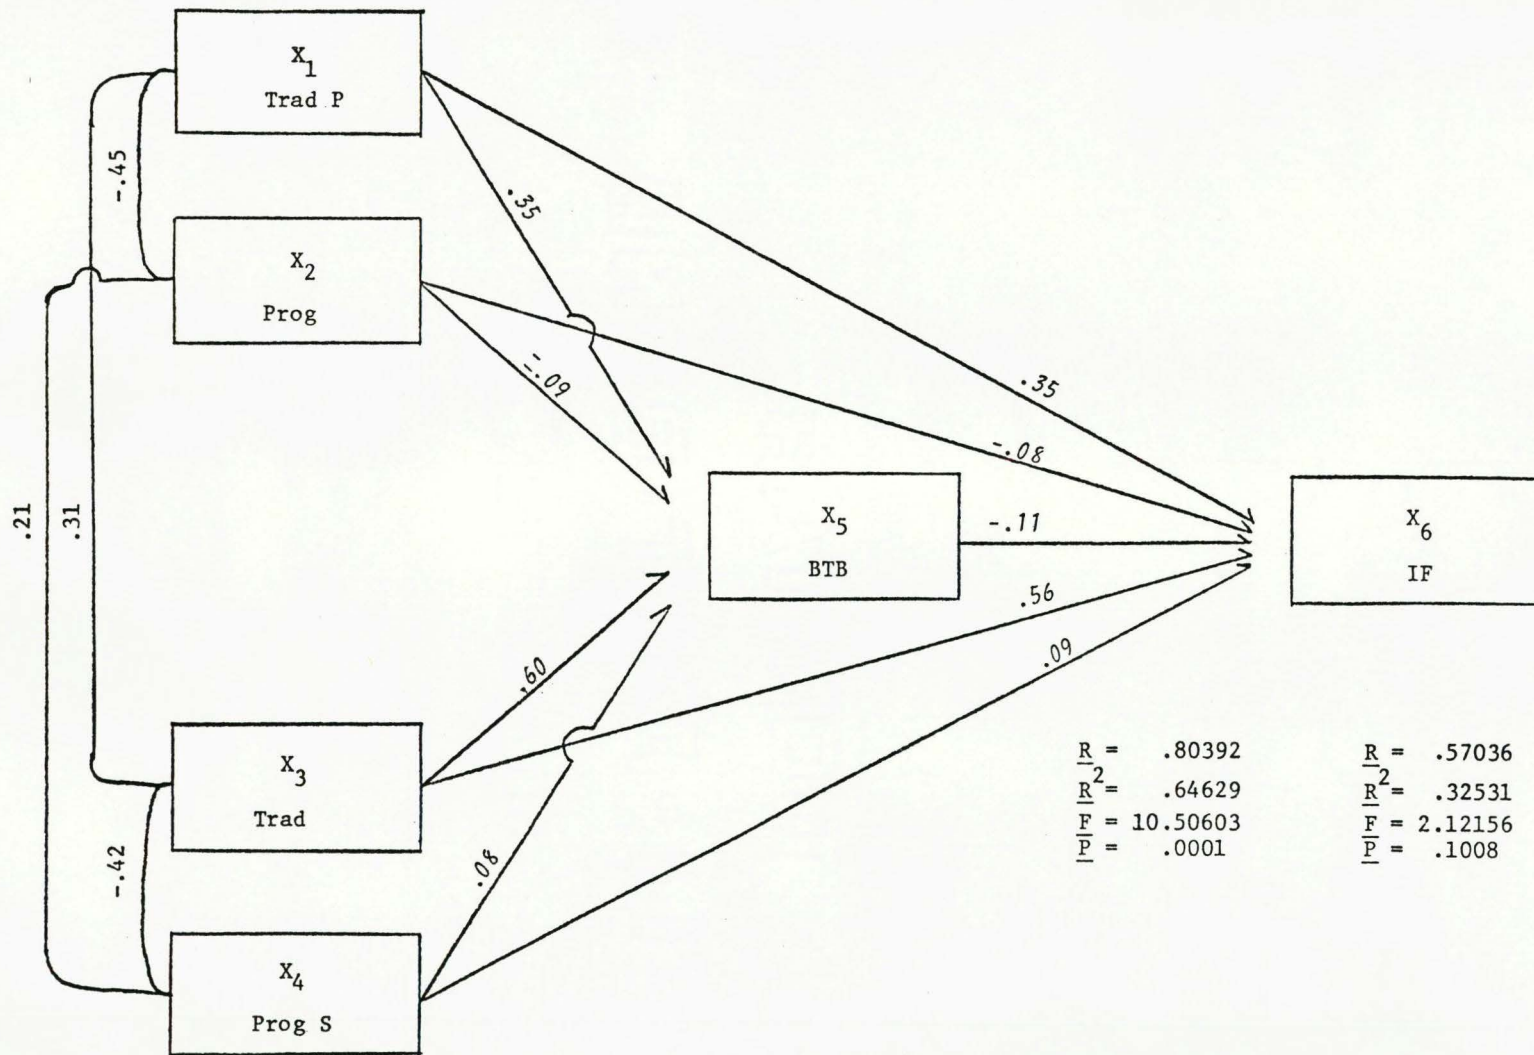 X1
Trad P
-.45
.35
X2
Prog
-.09
.35
-.08
.21
.31
X5
BTB
-.11
X6
IF
.56
.60
.09
X3
Trad
-.42
.08
R = .80392
R2 = .64629
F = 10.50603
P = .0001
R = .57036
R2 = .32531
F = 2.12156
P = .1008
X4
Prog S